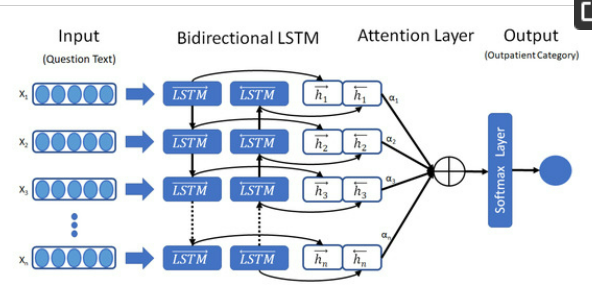 Input
(Question Text)
Bidirectional LSTM
Attention Layer
Output
(Outpatient Category)
X₁ LSTM LSTM h₁ h₁ α₁
X₂ LSTM LSTM h₂ h₂ α₂
X₃ LSTM LSTM h₃ h₃ α₃
Xₙ LSTM LSTM hₙ hₙ αₙ
Softmax Layer